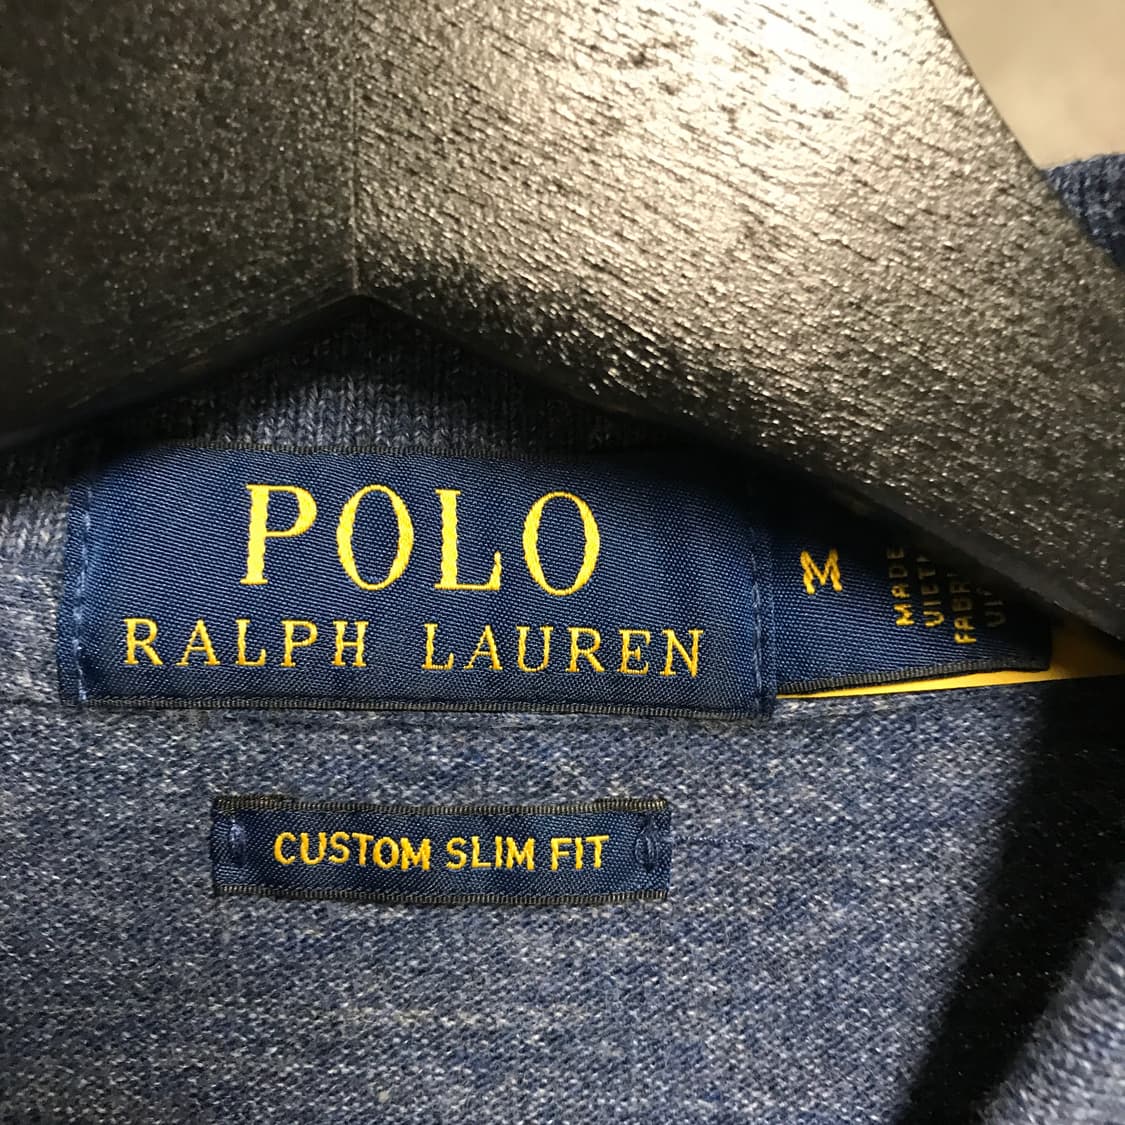 POLO
RALPH LAUREN
M
MADE
CUSTOM SLIM FIT